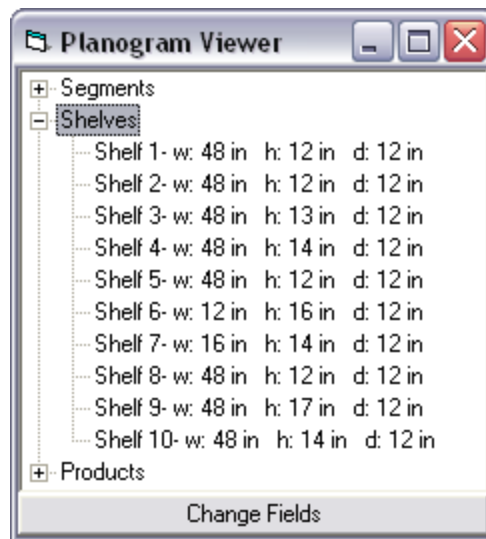 Planogram Viewer
Segments
Shelves
Shelf 1- w: 48 in h: 12 in d: 12 in
Shelf 2- w: 48 in h: 12 in d: 12 in
Shelf 3- w: 48 in h: 13 in d: 12 in
Shelf 4- w: 48 in h: 14 in d: 12 in
Shelf 5- w: 48 in h: 12 in d: 12 in
Shelf 6- w: 12 in h: 16 in d: 12 in
Shelf 7- w: 16 in h: 14 in d: 12 in
Shelf 8- w: 48 in h: 12 in d: 12 in
Shelf 9- w: 48 in h: 17 in d: 12 in
Shelf 10- w: 48 in h: 14 in d: 12 in
Products
Change Fields